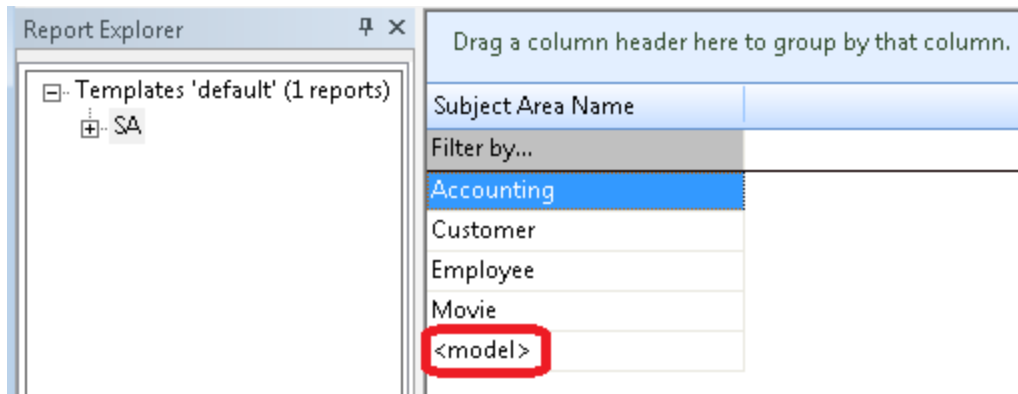 Report Explorer
Templates 'default' (1 reports)
SA
Drag a column header here to group by that column.
Subject Area Name
Filter by...
Accounting
Customer
Employee
Movie
<model>